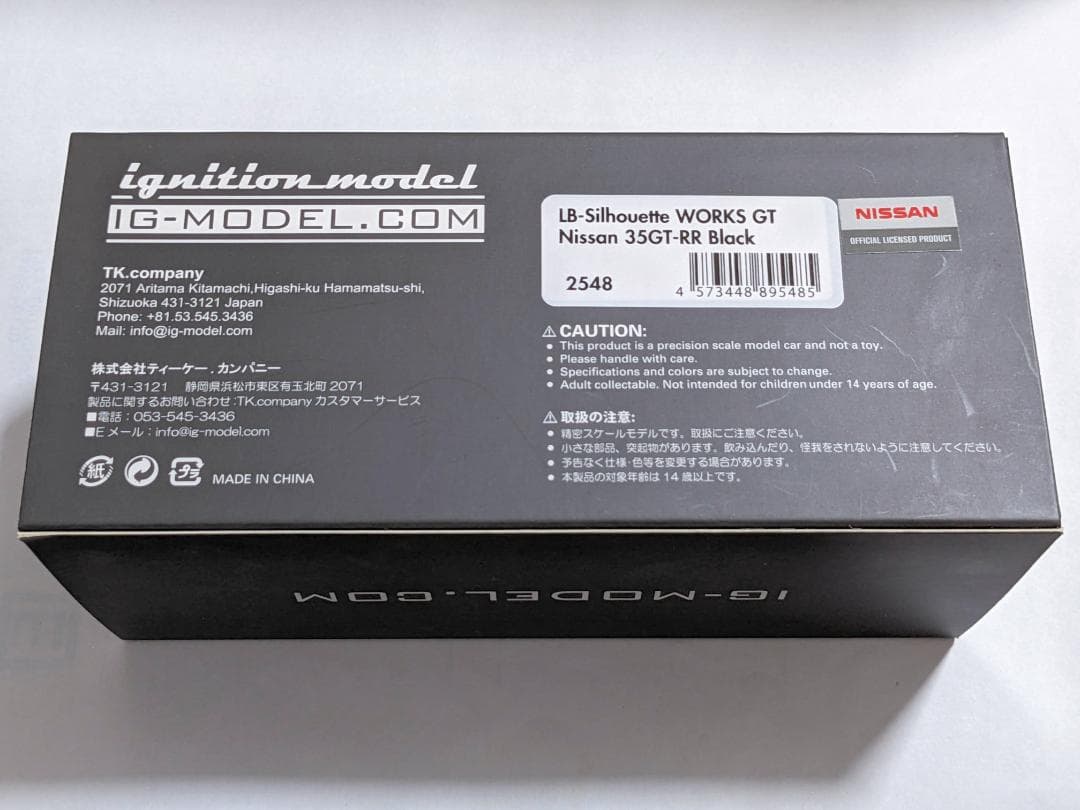 ignition model
IG-MODEL.COM
TK.company
2071 Aritama Kitamachi,Higashi-ku Hamamatsu-shi,
Shizuoka 431-3121 Japan
Phone: +81.53.545.3436
Mail: info@ig-model.com
株式会社ティーケー.カンパニー
〒431-3121 静岡県浜松市東区有玉北町2071
製品に関するお問い合わせ:TK.company カスタマーサービス
■電話:053-545-3436
■Eメール:info@ig-model.com
紙
プラ
MADE IN CHINA
LB-Silhouette WORKS GT
Nissan 35GT-RR Black
2548
4 573448 895485
NISSAN
OFFICIAL LICENSED PRODUCT
⚠ CAUTION:
● This product is a precision scale model car and not a toy.
● Please handle with care.
● Specifications and colors are subject to change.
● Adult collectable. Not intended for children under 14 years of age.
⚠ 取扱の注意:
● 精密スケールモデルです。取扱にご注意ください。
● 小さな部品、突起物があります。飲み込んだり、怪我をされないように注意してください。
● 予告なく仕様・色等を変更する場合があります。
● 本製品の対象年齢は14歳以上です。
IG-MODEL.COM